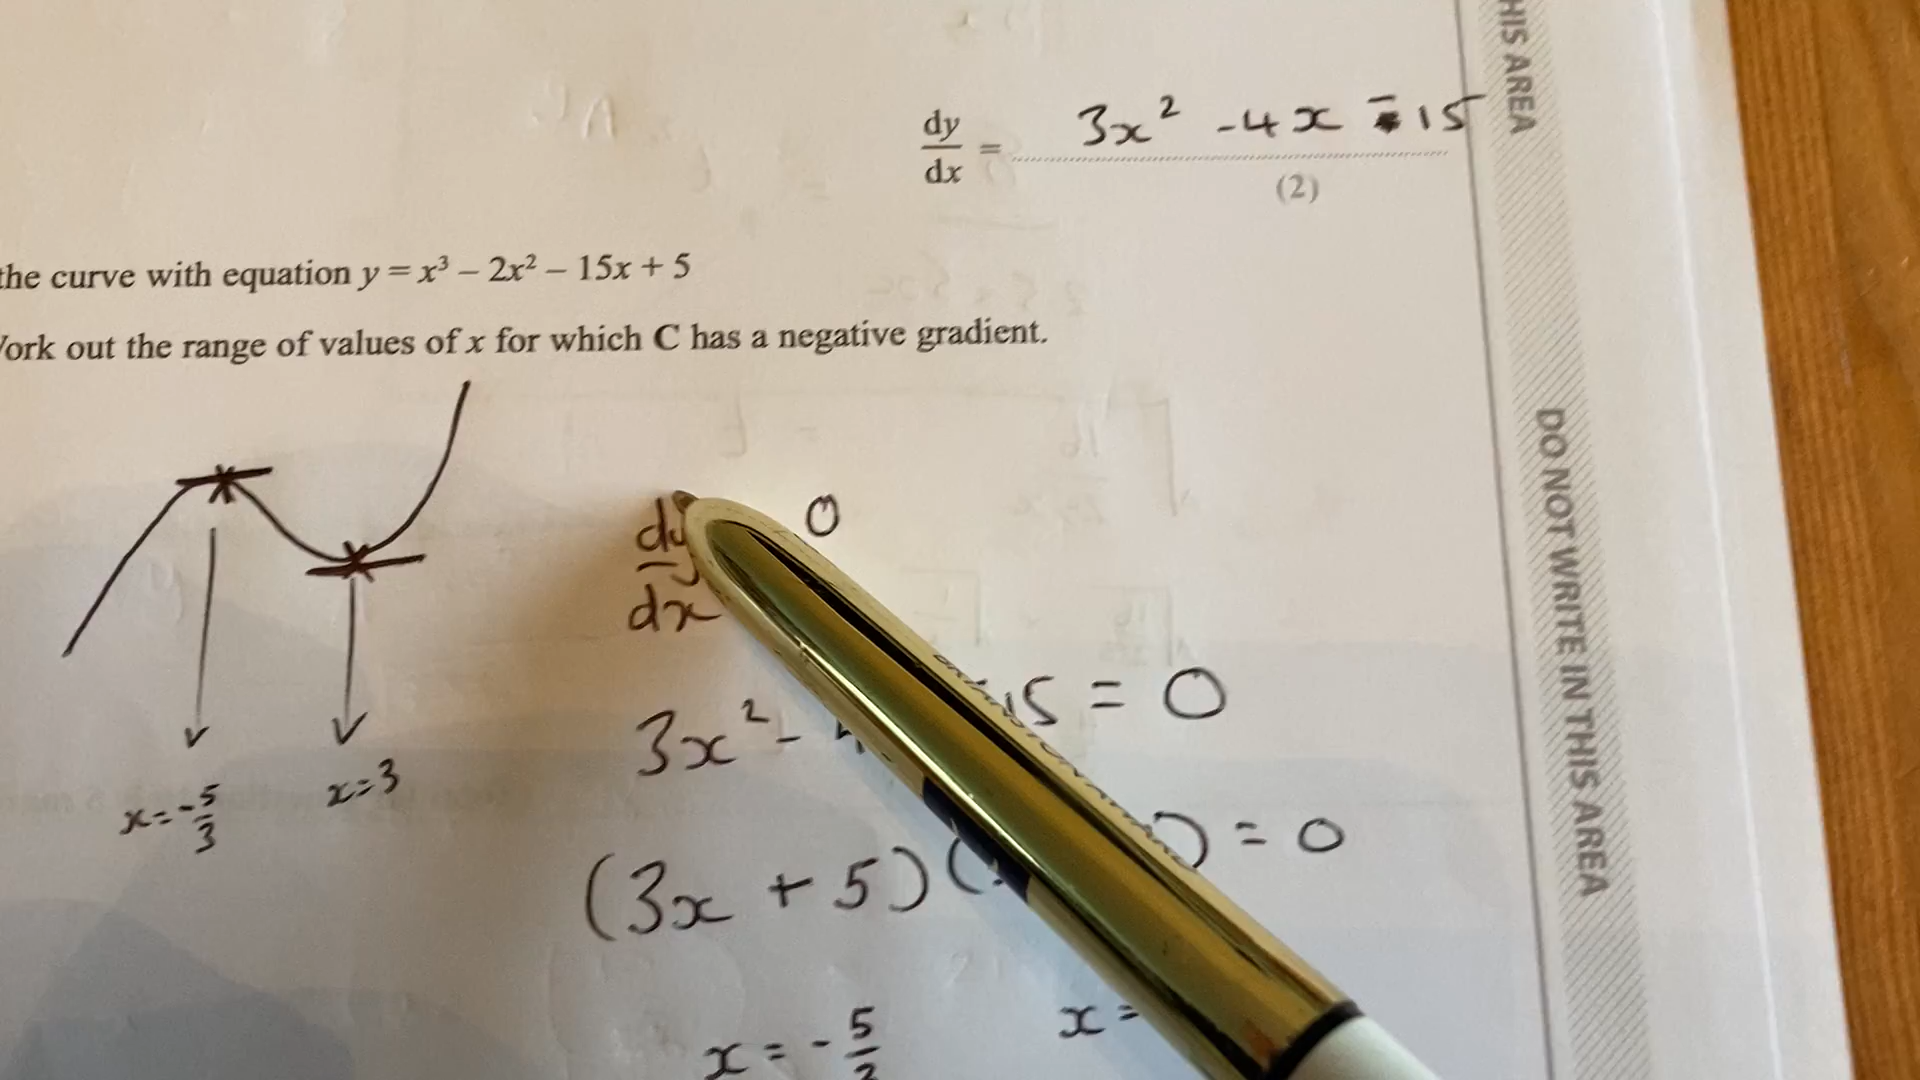 dy/dx = 3x² - 4x - 15
(2)
the curve with equation y = x³ – 2x² – 15x + 5
ork out the range of values of x for which C has a negative gradient.
dy/dx 0
3x² - 15 = 0
x = -5/3
x = 3
(3x + 5)( ) = 0
x = - 5/3
x =
HIS AREA
DO NOT WRITE IN THIS AREA